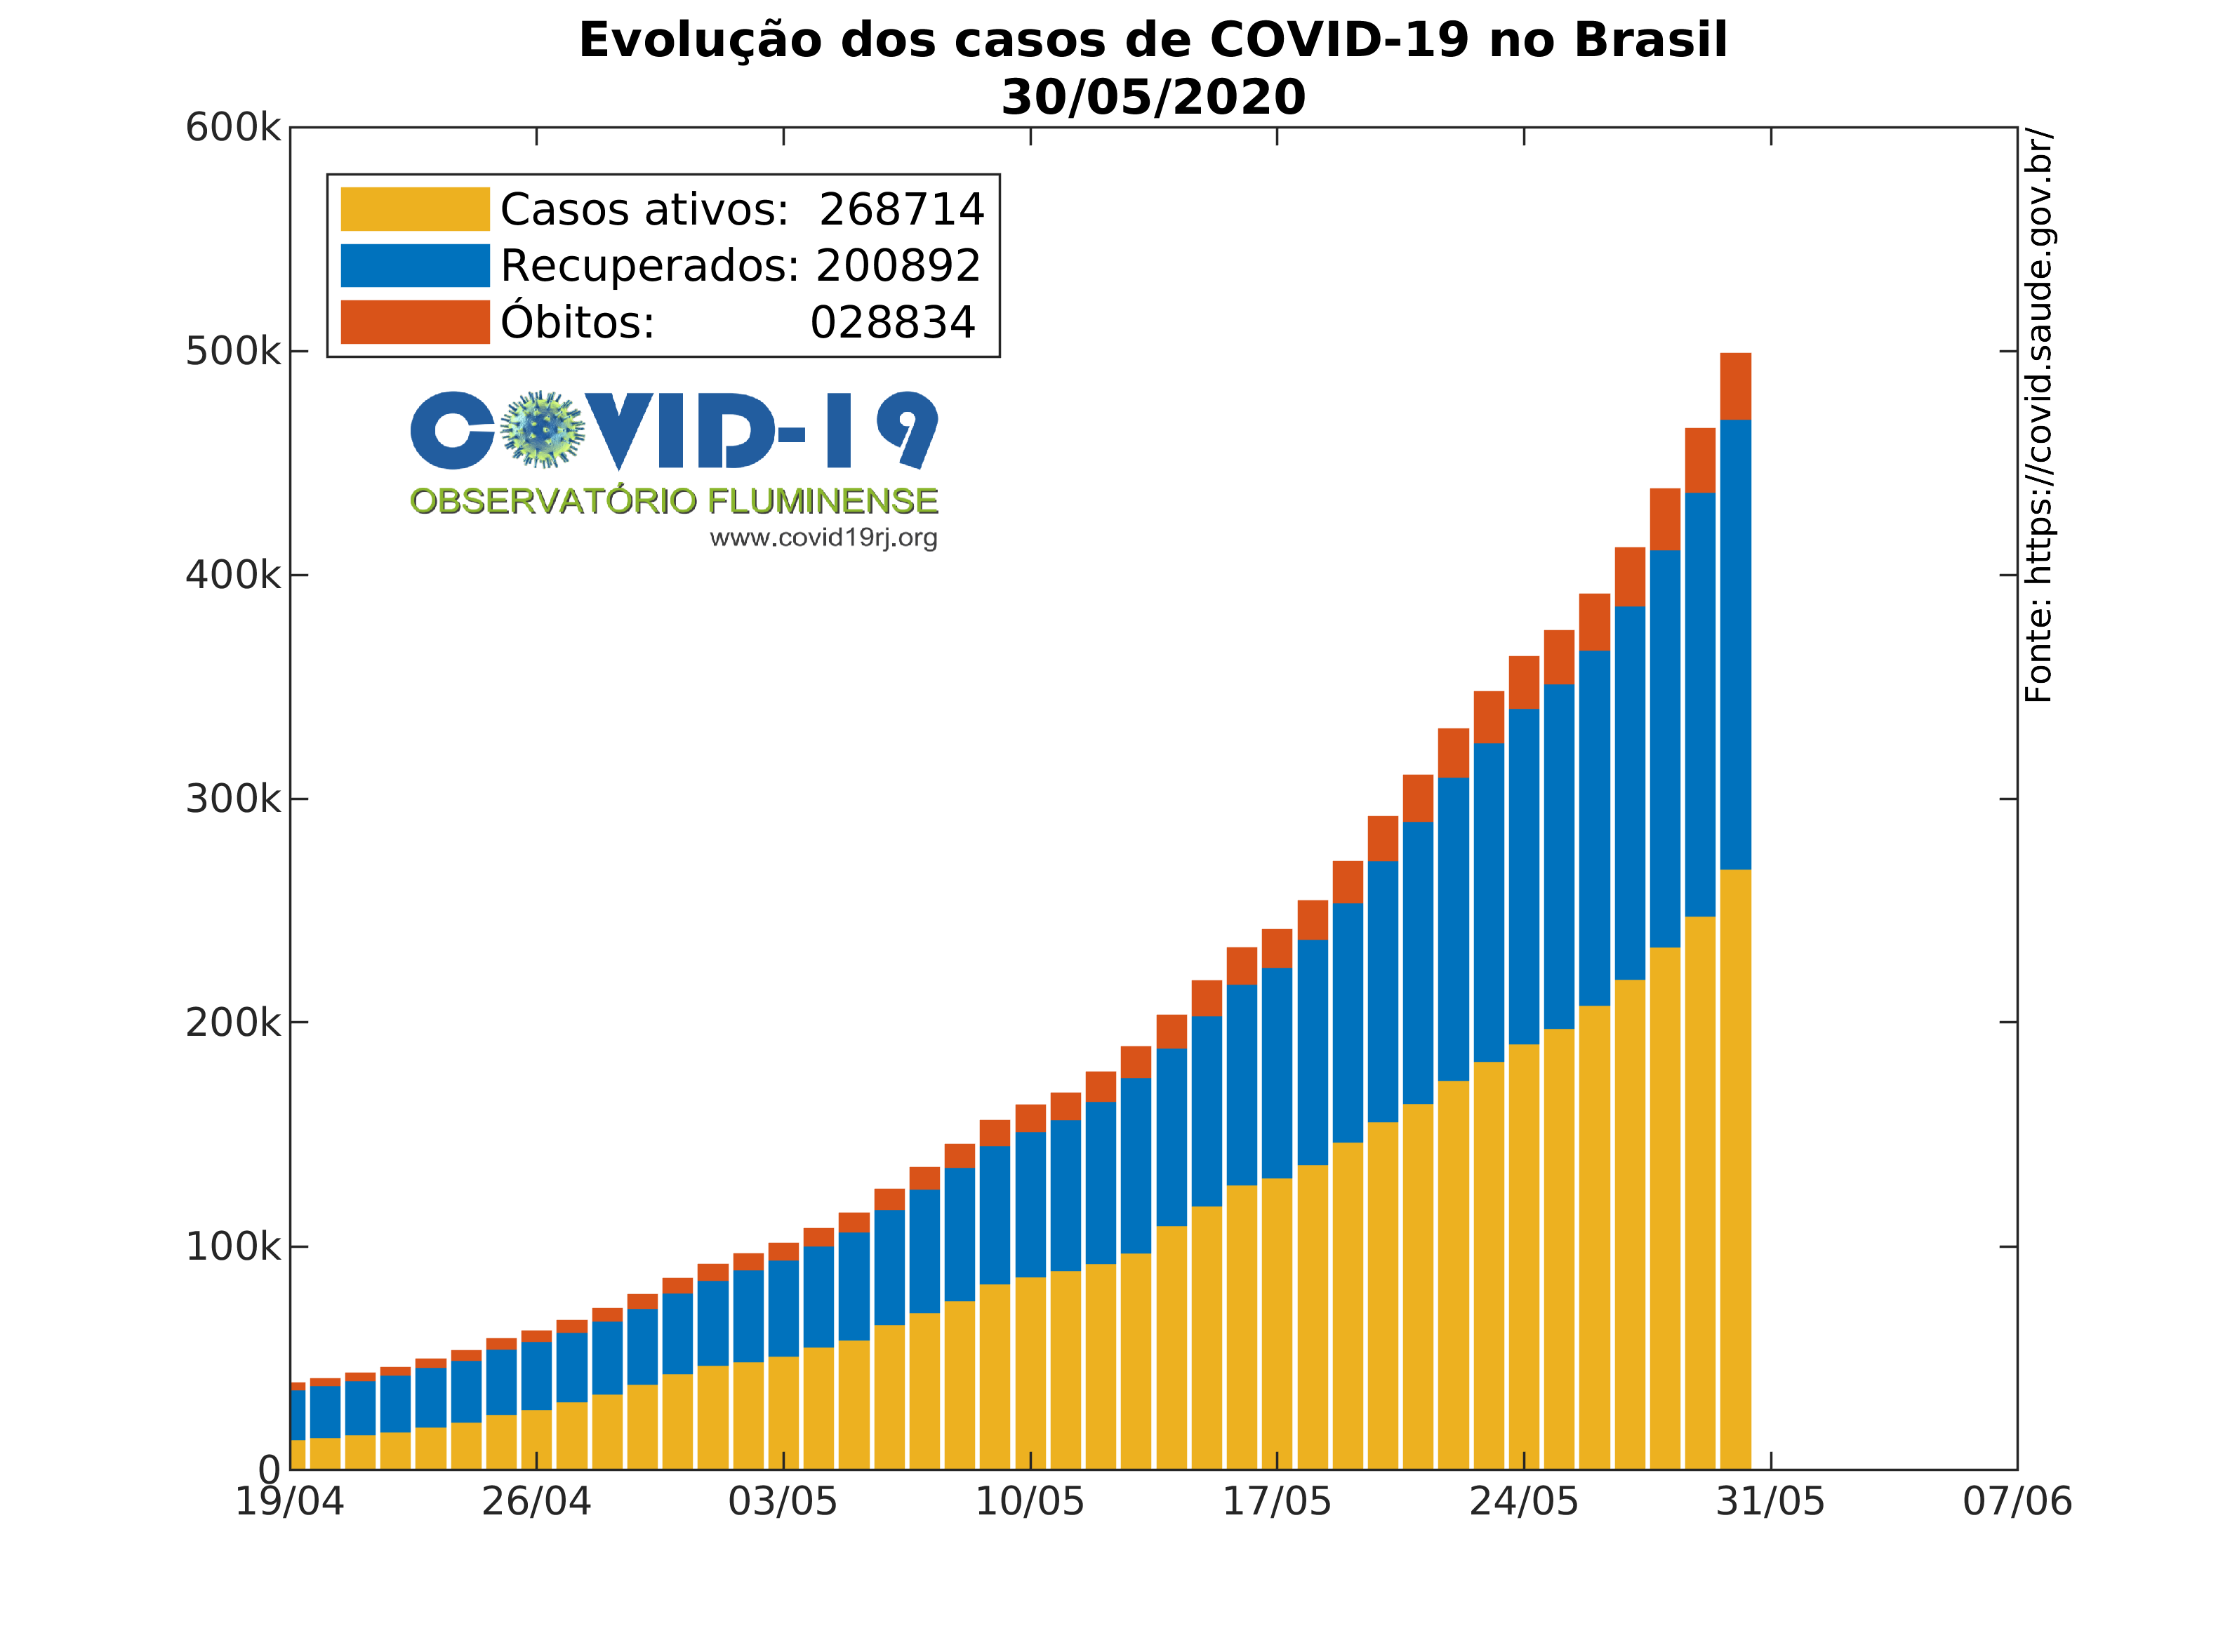 Evolução dos casos de COVID-19 no Brasil
30/05/2020
600k
500k
400k
300k
200k
100k
0
Casos ativos: 268714
Recuperados: 200892
Óbitos: 028834
COVID-19
OBSERVATÓRIO FLUMINENSE
www.covid19rj.org
Fonte: https://covid.saude.gov.br/
19/04 26/04 03/05 10/05 17/05 24/05 31/05 07/06